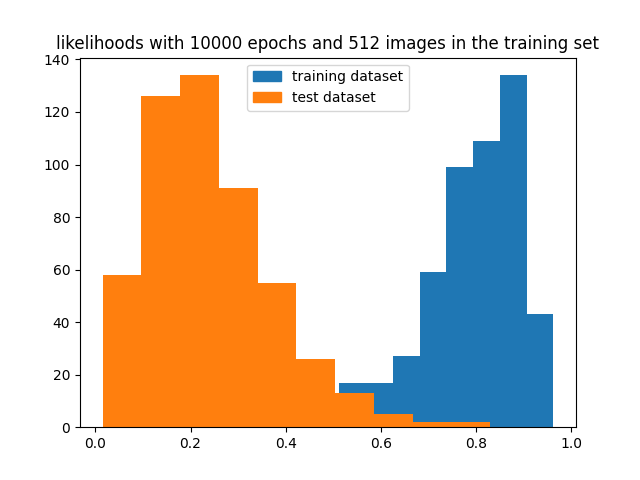 likelihoods with 10000 epochs and 512 images in the training set
training dataset
test dataset
140
120
100
80
60
40
20
0
0.0 0.2 0.4 0.6 0.8 1.0